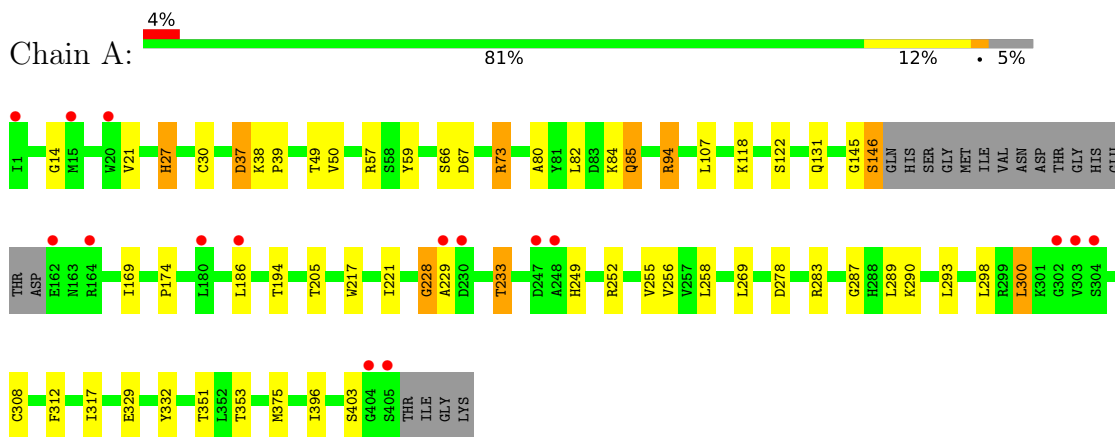 4%
Chain A:
81% 12% • 5%
I1 G14 M15 W20 V21 H27 C30 D37 K38 P39 T49 V50 R57 S58 Y59 S66 D67 R73 A80 Y81 L82 D83 K84 Q85 R94 L107 K118 S122 Q131 G145 S146 GLN HIS SER GLY MET ILE VAL ASN ASP THR GLY HIS GLU
THR ASP E162 N163 R164 I169 P174 L180 L186 T194 T205 W217 I221 G228 A229 D230 T233 D247 A248 H249 R252 V255 V256 V257 L258 L269 D278 R283 G287 H288 L289 K290 L293 L298 R299 L300 K301 G302 V303 S304
C308 F312 I317 E329 Y332 T351 L352 T353 M375 I396 S403 G404 S405 THR ILE GLY LYS